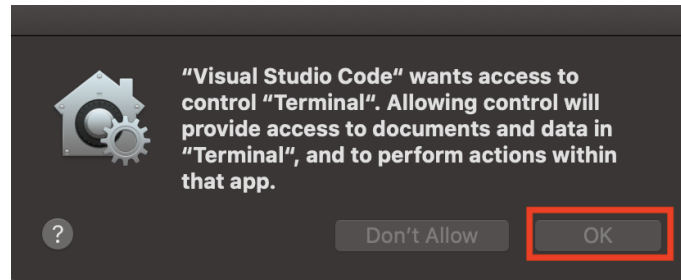 “Visual Studio Code“ wants access to
control “Terminal“. Allowing control will
provide access to documents and data in
“Terminal“, and to perform actions within
that app.
?
Don’t Allow
OK